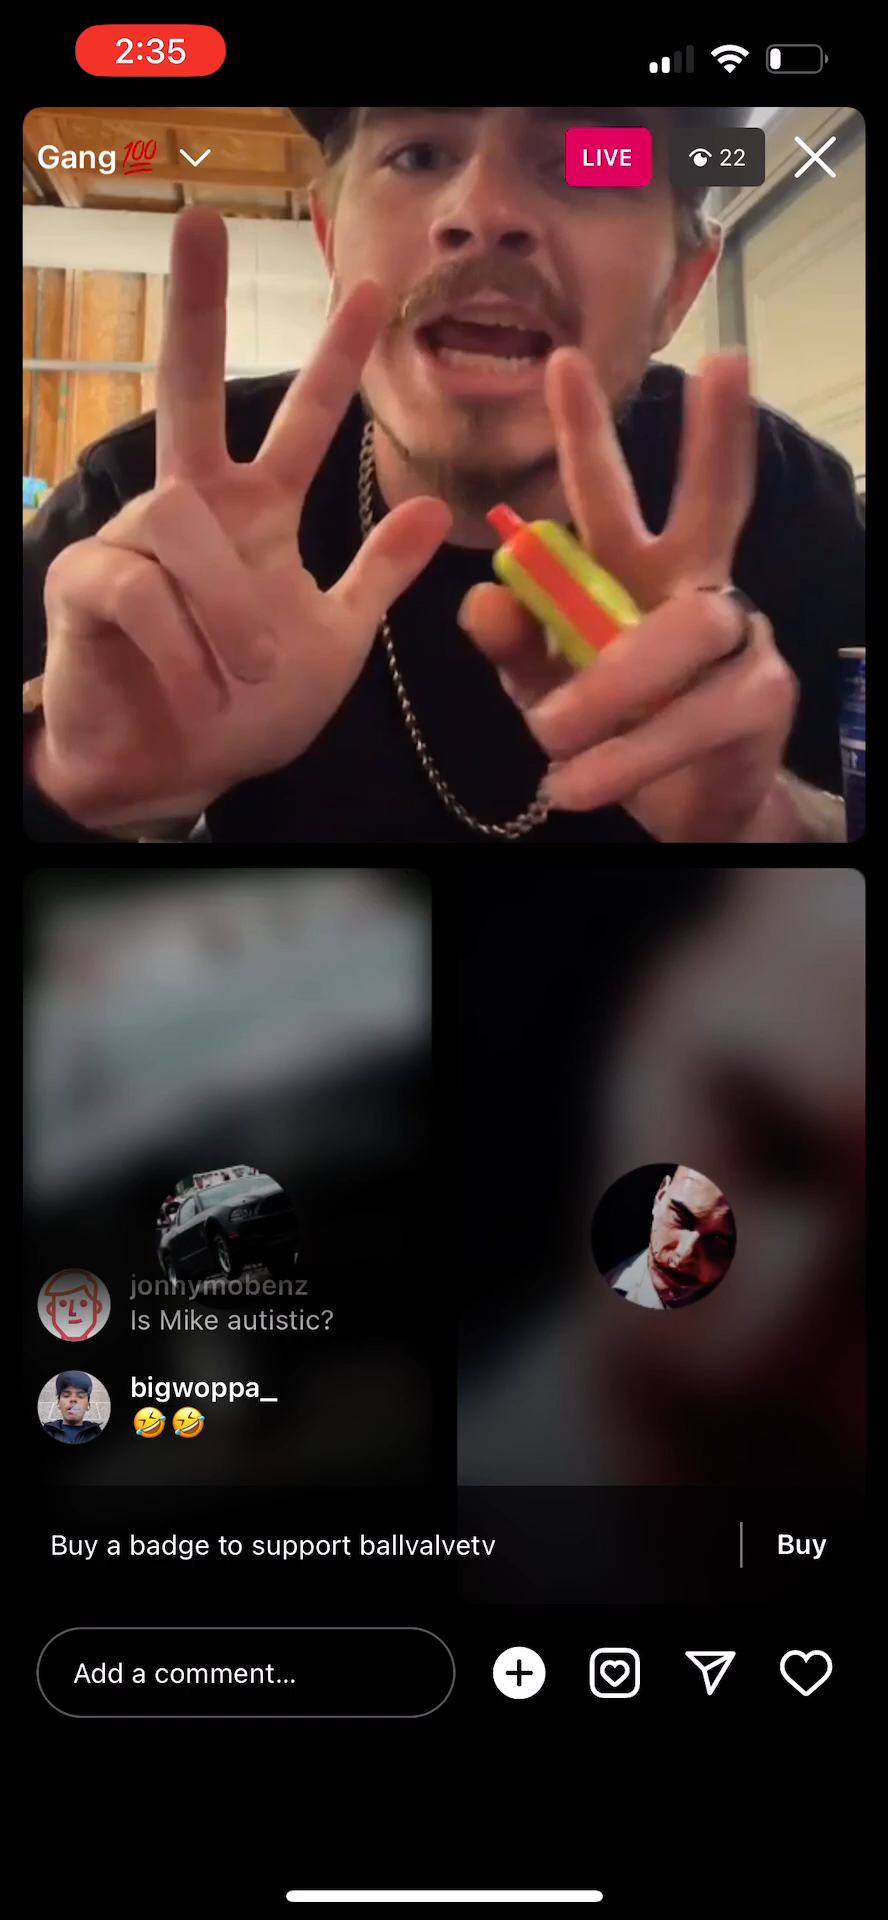 2:35
Gang 💯
LIVE
22
jonnymobenz
Is Mike autistic?
bigwoppa_
🤣🤣
Buy a badge to support ballvalvetv
Buy
Add a comment...